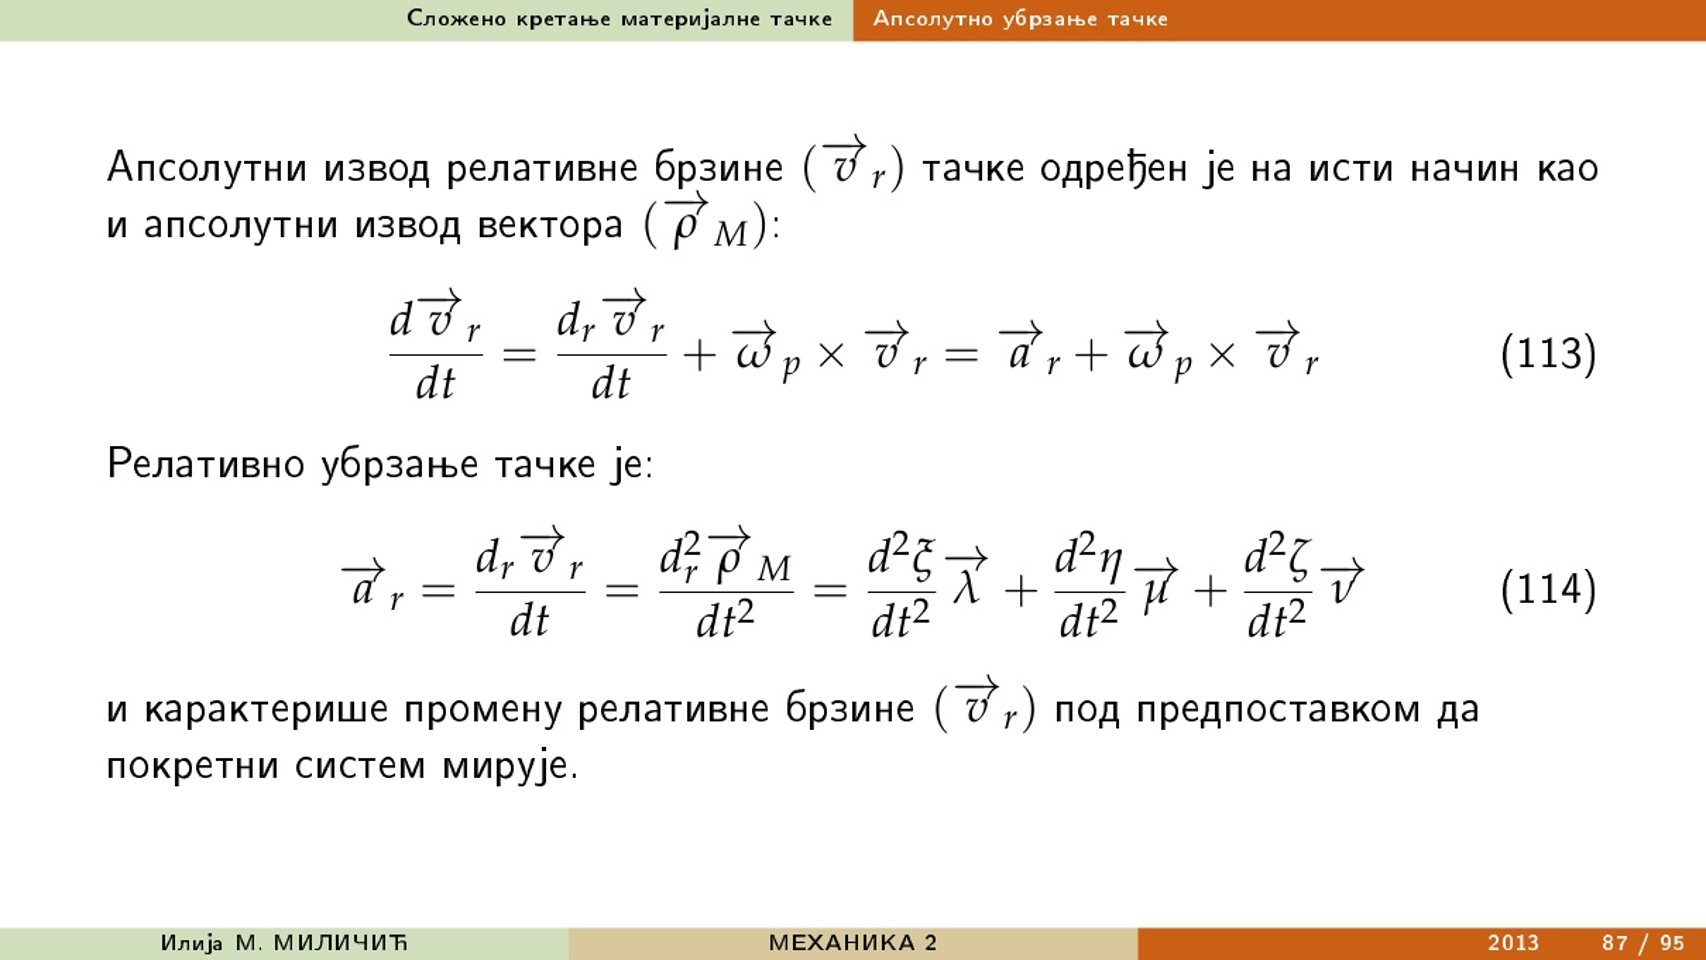 Сложено кретање материјалне тачке Апсолутно убрзање тачке
Апсолутни извод релативне брзине ($\overrightarrow{v}_r$) тачке одређен је на исти начин као
и апсолутни извод вектора ($\overrightarrow{\rho}_M$):
$\frac{d\overrightarrow{v}_r}{dt} = \frac{d_r\overrightarrow{v}_r}{dt} + \overrightarrow{\omega}_p \times \overrightarrow{v}_r = \overrightarrow{a}_r + \overrightarrow{\omega}_p \times \overrightarrow{v}_r$ (113)
Релативно убрзање тачке је:
$\overrightarrow{a}_r = \frac{d_r\overrightarrow{v}_r}{dt} = \frac{d_r^2\overrightarrow{\rho}_M}{dt^2} = \frac{d^2\xi}{dt^2}\overrightarrow{\lambda} + \frac{d^2\eta}{dt^2}\overrightarrow{\mu} + \frac{d^2\zeta}{dt^2}\overrightarrow{\nu}$ (114)
и карактерише промену релативне брзине ($\overrightarrow{v}_r$) под предпоставком да
покретни систем мирује.
Илија М. МИЛИЧИЋ МЕХАНИКА 2 2013 87 / 95